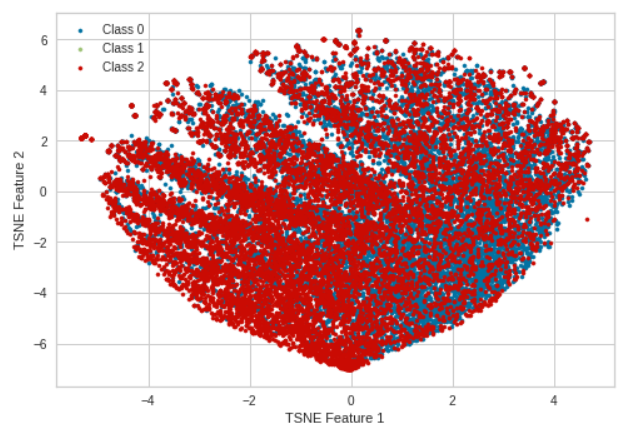 Class 0
Class 1
Class 2
6
4
2
0
−2
−4
−6
TSNE Feature 2
−4
−2
0
2
4
TSNE Feature 1